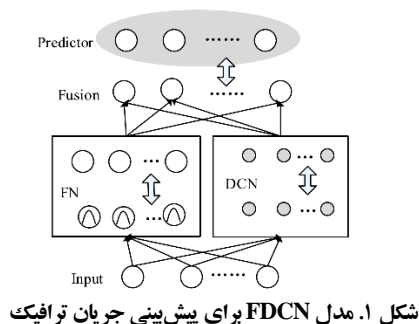 Predictor
......
...
Fusion
......
...
FN
...
DCN
...
...
Input
......
شکل ۱. مدل FDCN برای پیش‌بینی جریان ترافیک